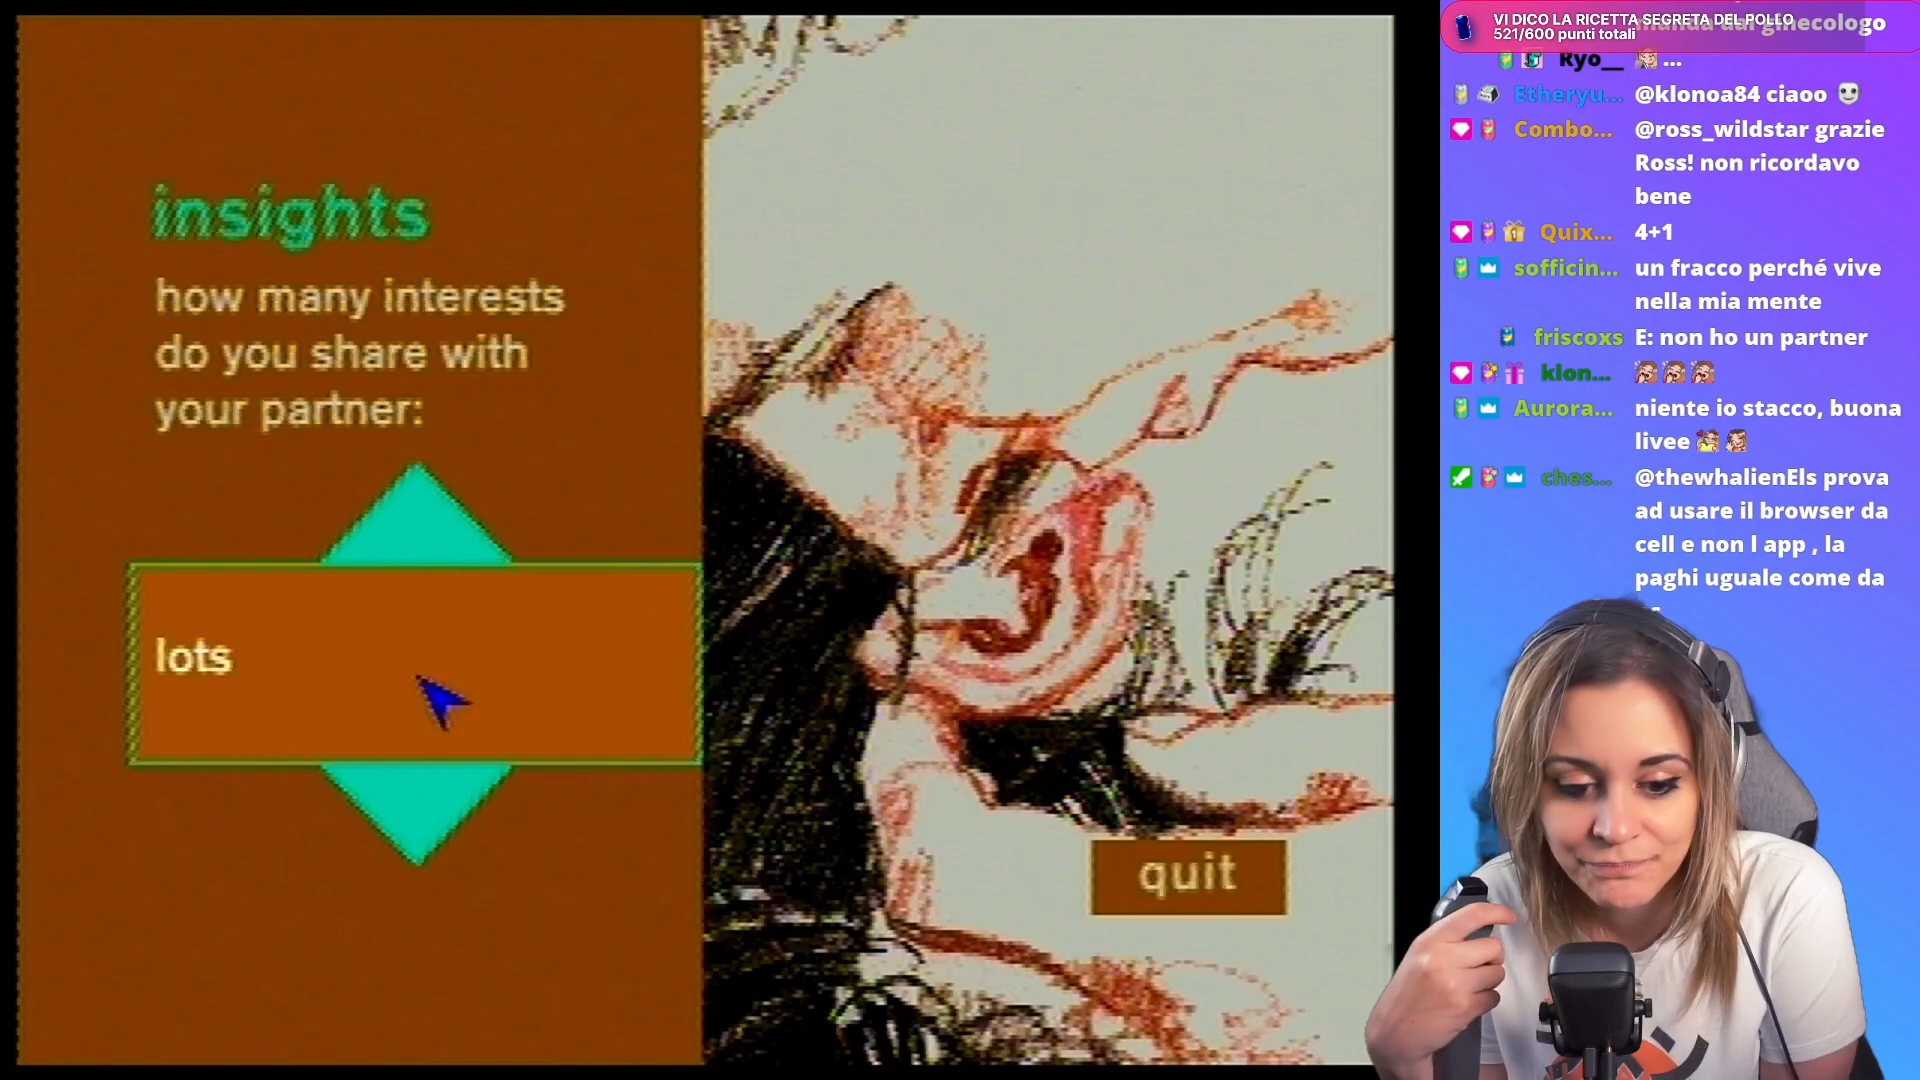 insights
how many interests
do you share with
your partner:
lots
quit
VI DICO LA RICETTA SEGRETA DEL POLLO
521/600 punti totali
Ryo__ ...
Etheryu... @klonoa84 ciaoo
Combo... @ross_wildstar grazie
Ross! non ricordavo
bene
Quix... 4+1
sofficin... un fracco perché vive
nella mia mente
friscoxs E: non ho un partner
klon...
Aurora... niente io stacco, buona
livee
ches... @thewhalienEls prova
ad usare il browser da
cell e non l app , la
paghi uguale come da